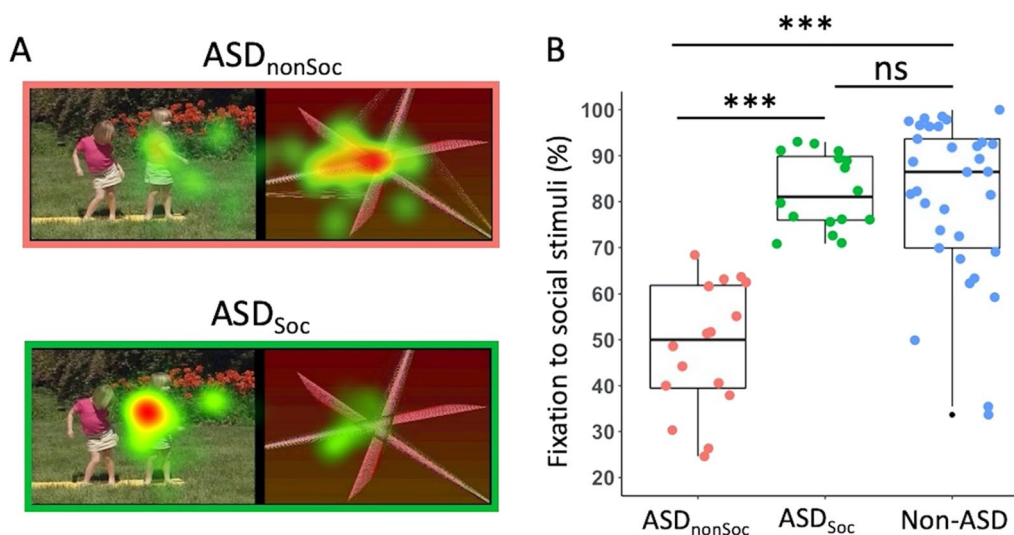 A
ASDnonSoc
ASDSoc
B
***
ns
***
Fixation to social stimuli (%)
100
90
80
70
60
50
40
30
20
ASDnonSoc
ASDSoc
Non-ASD